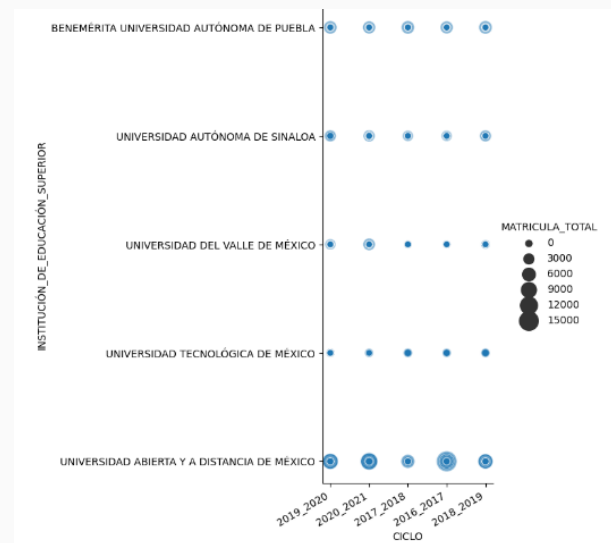 BENEMÉRITA UNIVERSIDAD AUTÓNOMA DE PUEBLA
UNIVERSIDAD AUTÓNOMA DE SINALOA
UNIVERSIDAD DEL VALLE DE MÉXICO
UNIVERSIDAD TECNOLÓGICA DE MÉXICO
UNIVERSIDAD ABIERTA Y A DISTANCIA DE MÉXICO
INSTITUCIÓN_DE_EDUCACIÓN_SUPERIOR
2019_2020
2020_2021
2017_2018
2016_2017
2018_2019
CICLO
MATRICULA_TOTAL
0
3000
6000
9000
12000
15000